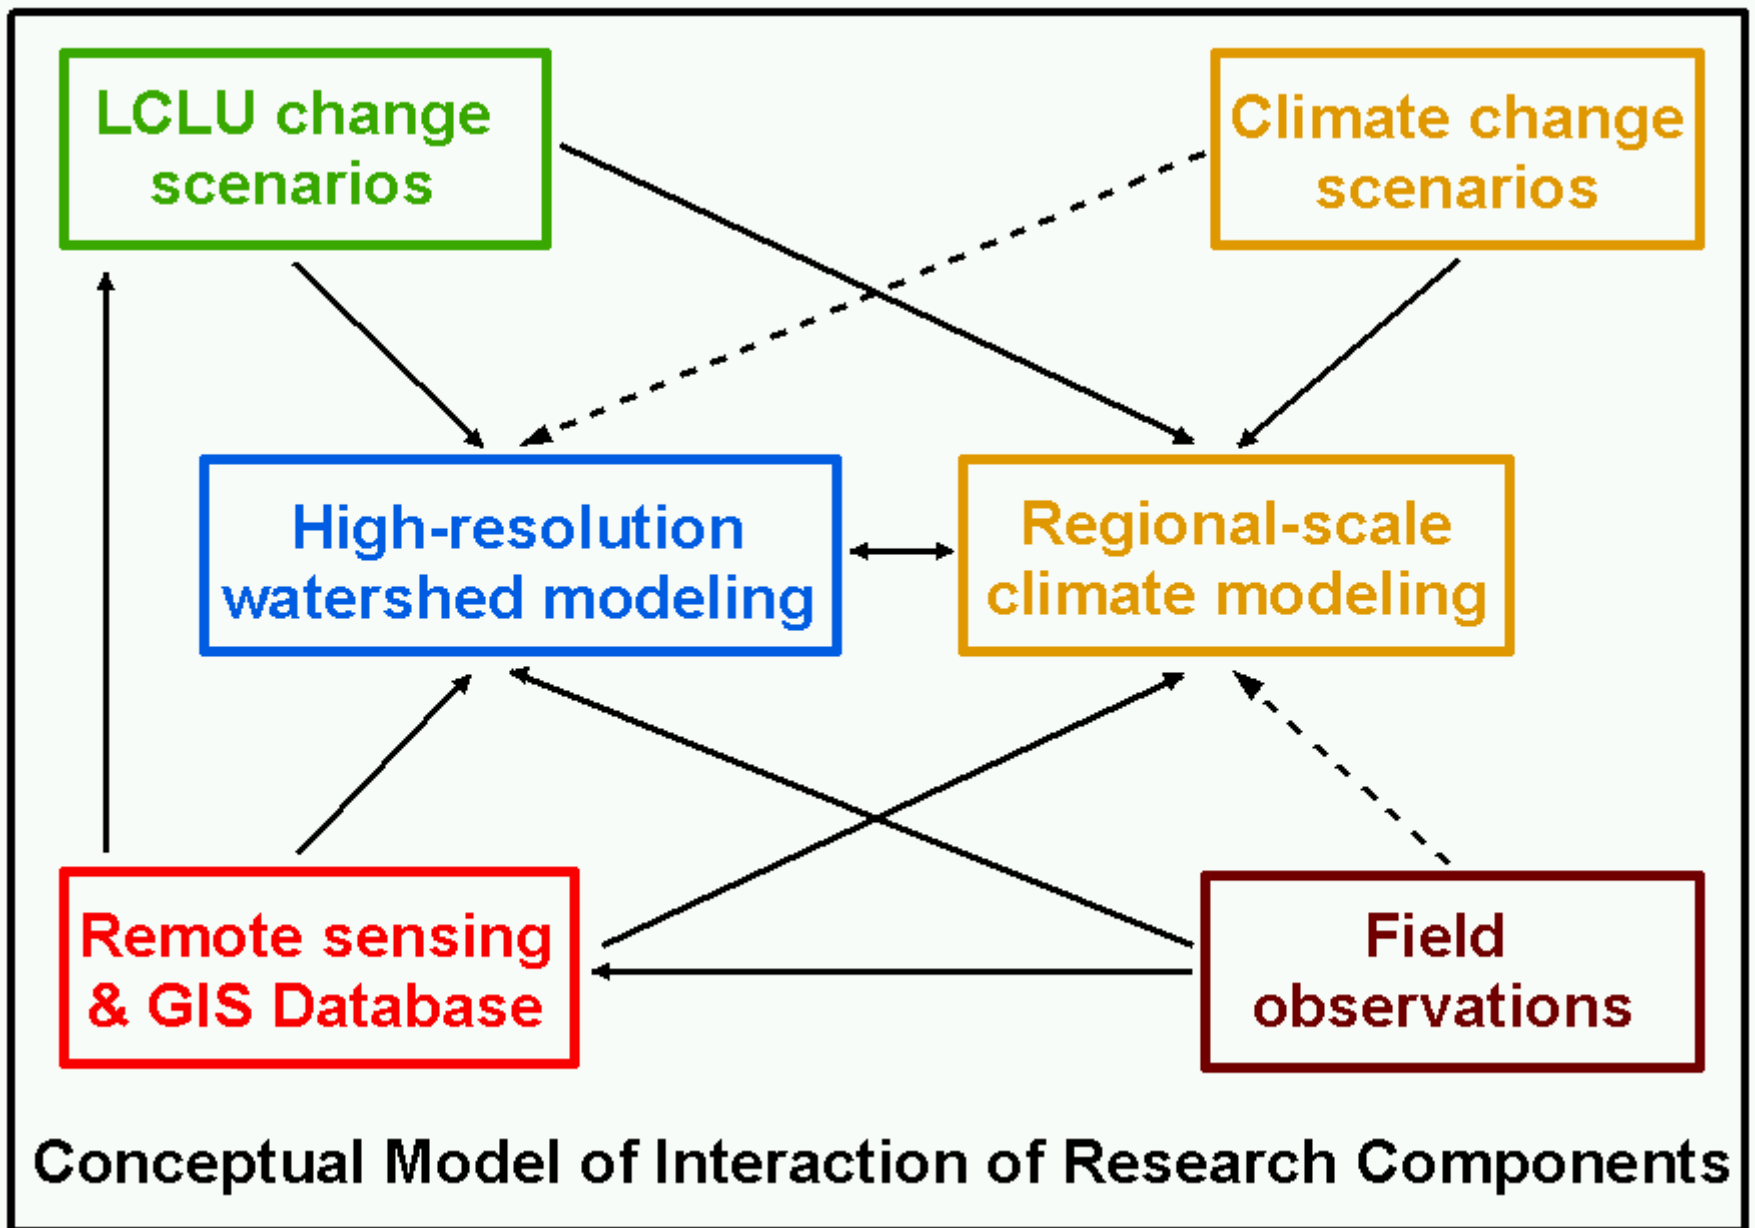 LCLU change
scenarios
Climate change
scenarios
High-resolution
watershed modeling
Regional-scale
climate modeling
Remote sensing
& GIS Database
Field
observations
Conceptual Model of Interaction of Research Components